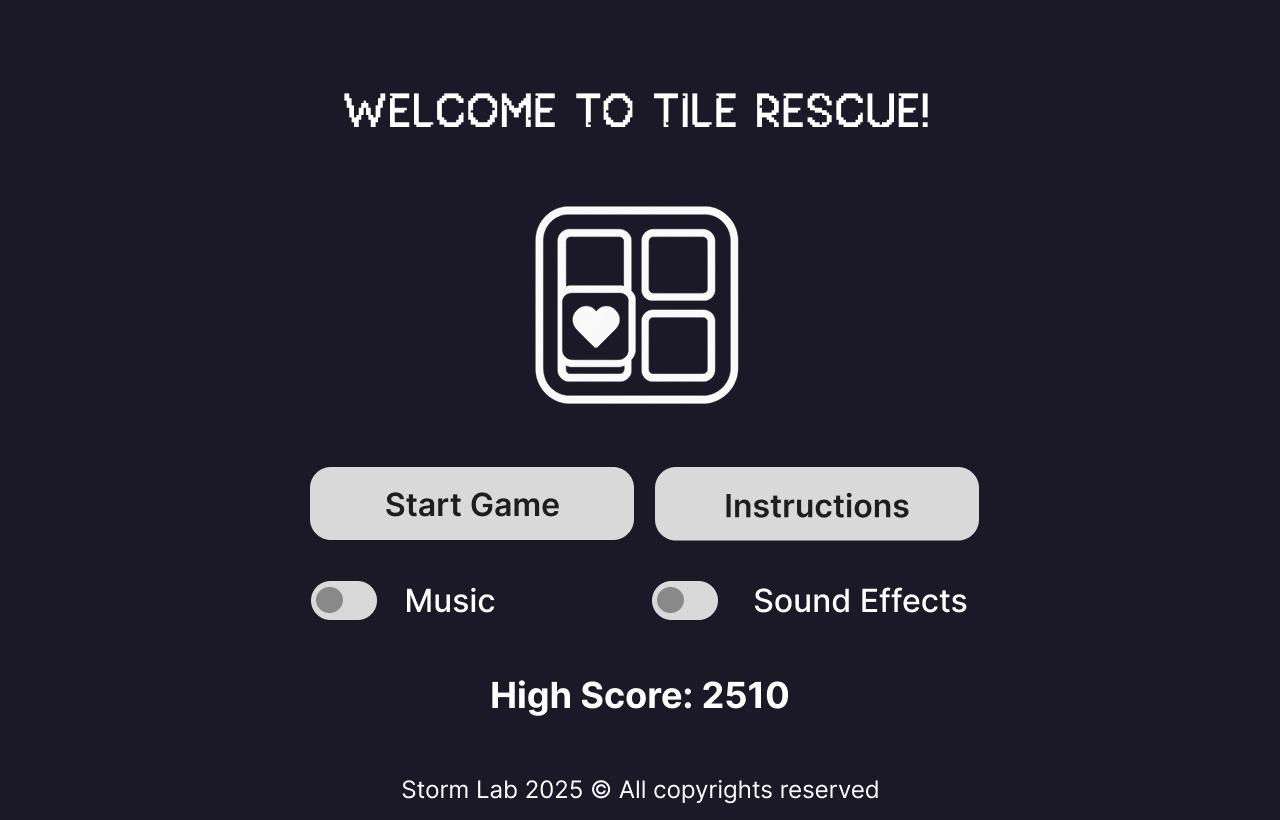 WELCOME TO TILE RESCUE!
Start Game
Instructions
Music
Sound Effects
High Score: 2510
Storm Lab 2025 © All copyrights reserved